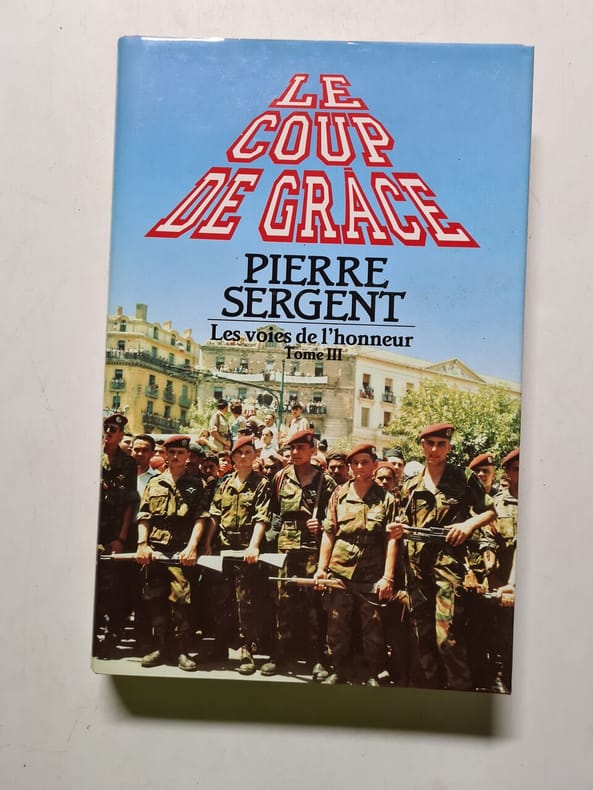 LE
COUP
DE GRÂCE
PIERRE
SERGENT
Les voies de l'honneur
Tome III